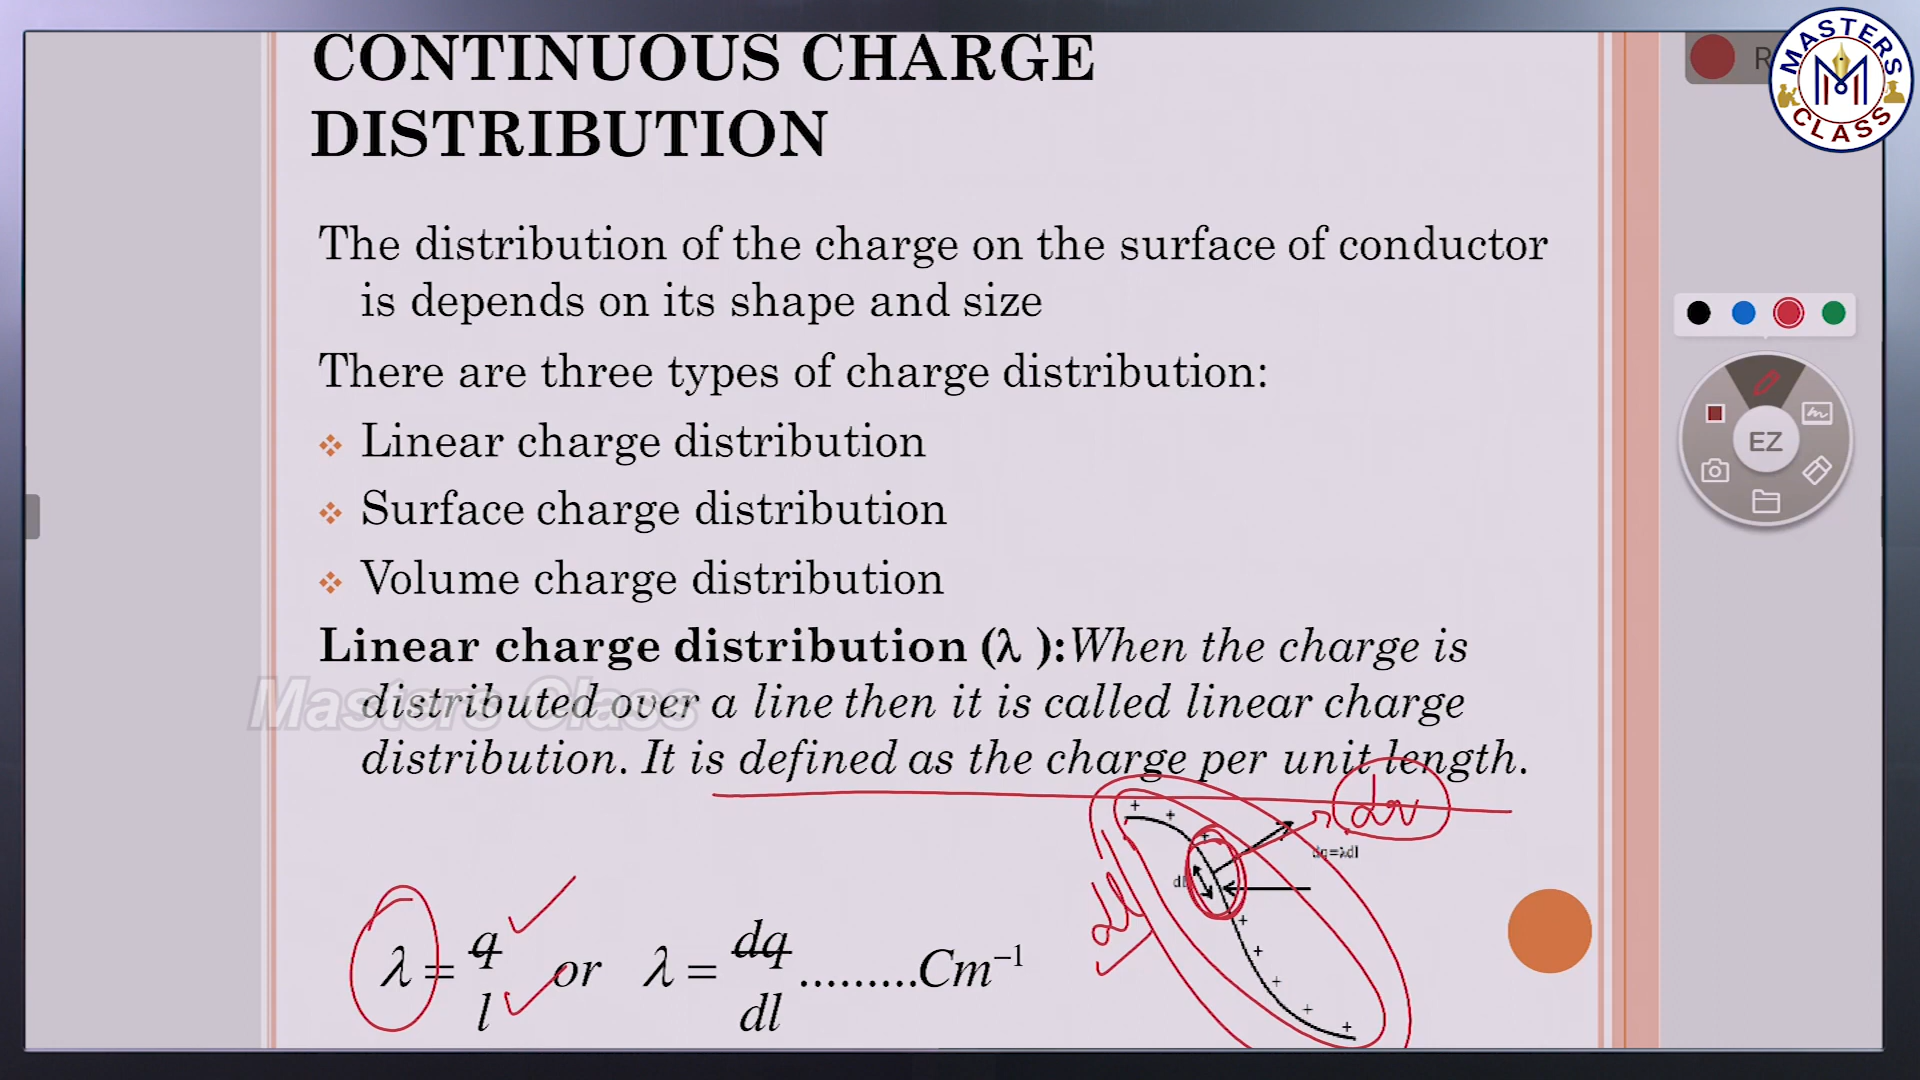 CONTINUOUS CHARGE
DISTRIBUTION
The distribution of the charge on the surface of conductor
is depends on its shape and size
There are three types of charge distribution:
❖ Linear charge distribution
❖ Surface charge distribution
❖ Volume charge distribution
Linear charge distribution (λ ):When the charge is
distributed over a line then it is called linear charge
distribution. It is defined as the charge per unit length.
λ = q/l or λ = dq/dl .........Cm⁻¹
dq=λdl
dl
EZ
MASTERS
CLASS
M
Masters Class